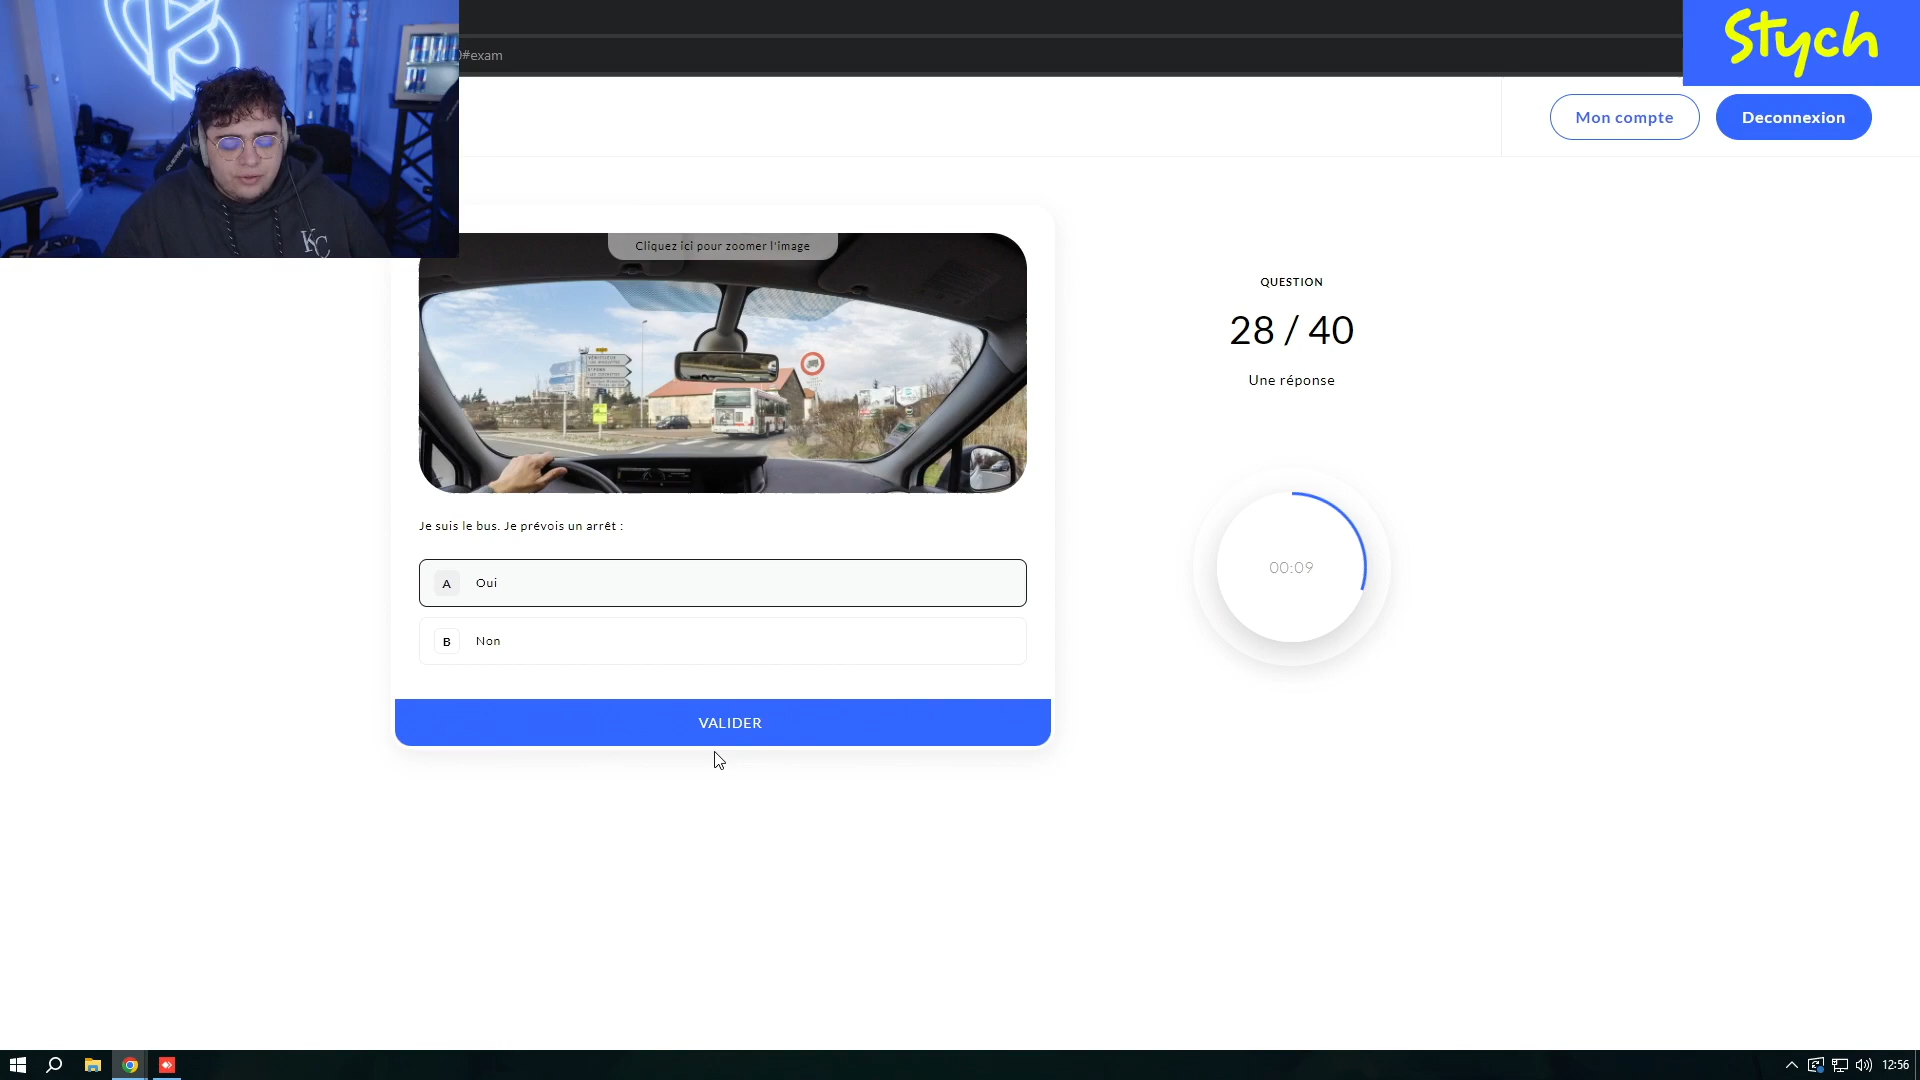 Stych
#exam
Mon compte
Deconnexion
Cliquez ici pour zoomer l'image
QUESTION
28 / 40
Une réponse
00:09
Je suis le bus. Je prévois un arrêt :
A Oui
B Non
VALIDER
KC
12:56